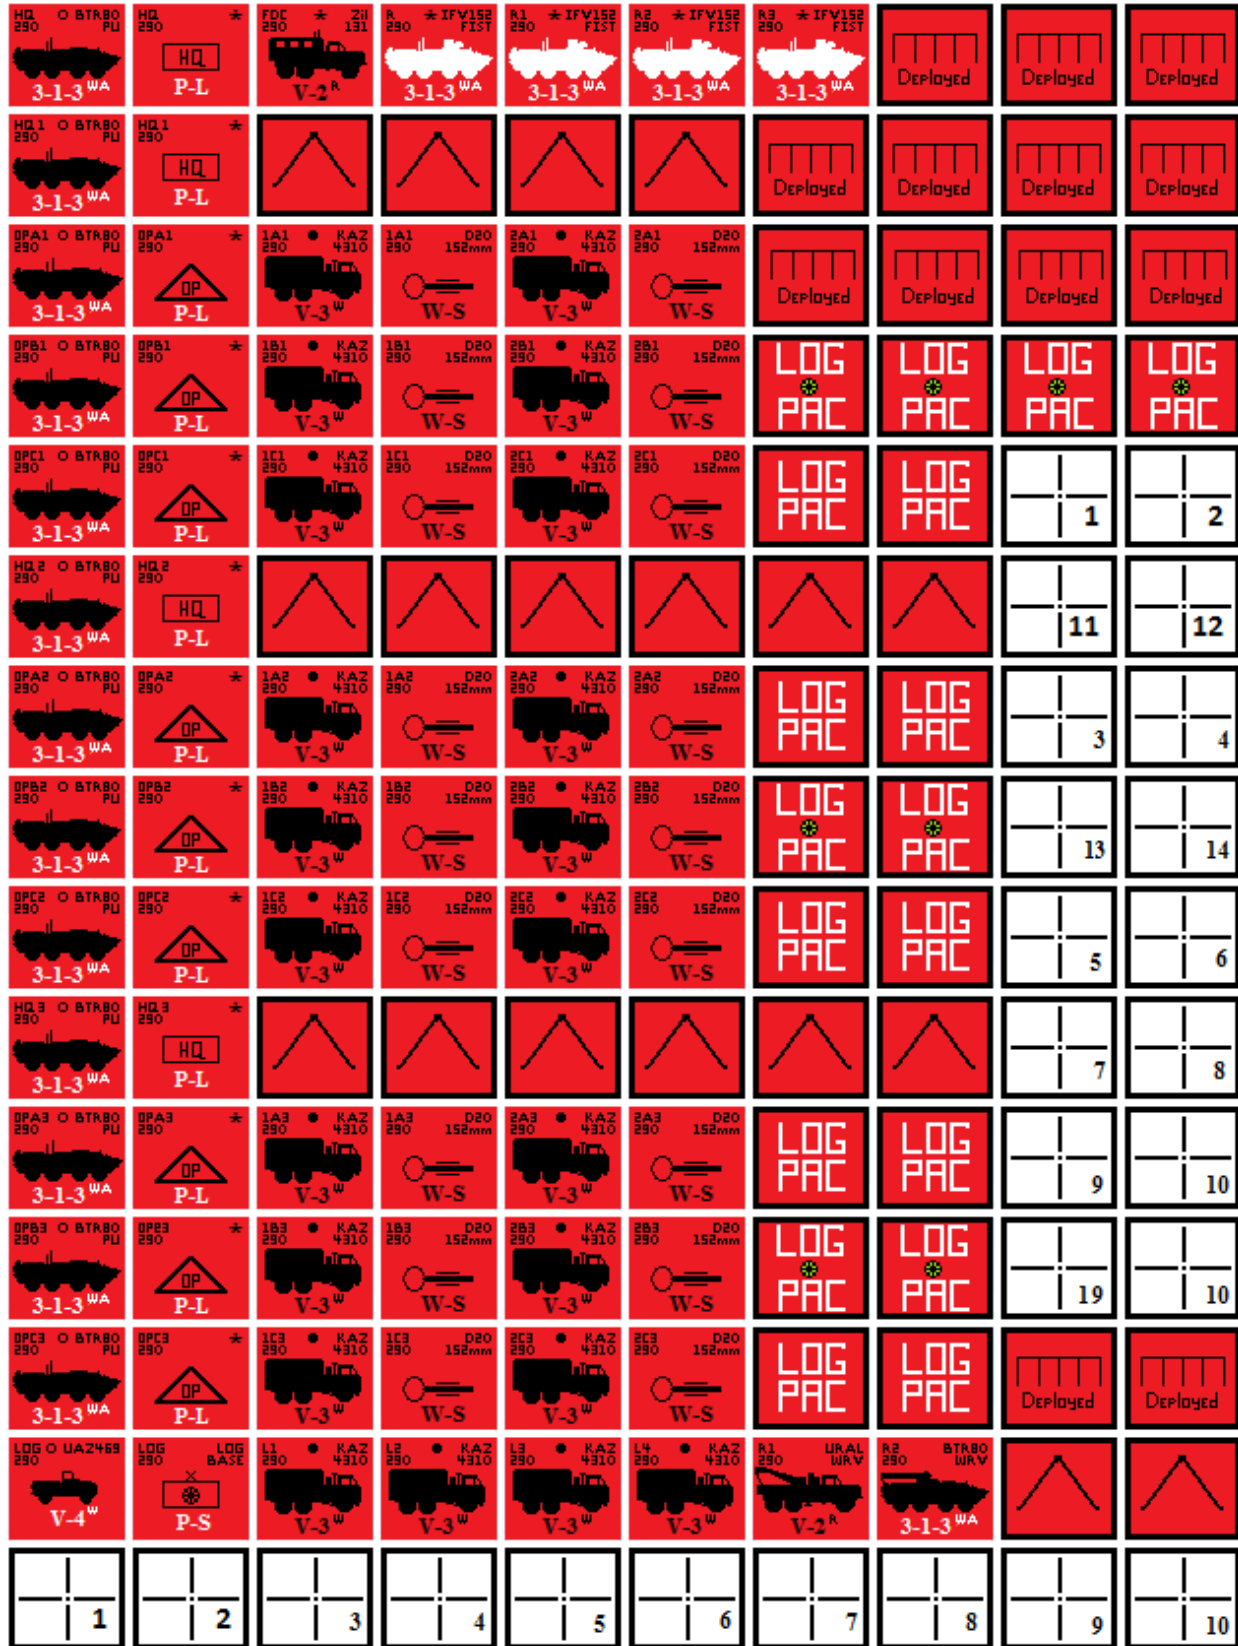 HQ PU HQ * FDC * Zil R * IFV152 R1 * IFV152 R2 * IFV152 R3 * IFV152
290 290 290 131 290 FIST 290 FIST 290 FIST 290 FIST
HQ Deployed Deployed Deployed
3-1-3 WA P-L V-2 R 3-1-3 WA 3-1-3 WA 3-1-3 WA 3-1-3 WA
HQ1 O BTR80 HQ1 *
290 PU 290
HQ Deployed Deployed Deployed Deployed
3-1-3 WA P-L
OPA1 O BTR80 OPA1 * 1A1 ● KAZ 1A1 D20 2A1 ● KAZ 2A1 D20
290 PU 290 290 4310 290 152mm 290 4310 290 152mm
OP Deployed Deployed Deployed Deployed
3-1-3 WA P-L V-3 W W-S V-3 W W-S
OPB1 O BTR80 OPB1 * 1B1 ● KAZ 1B1 D20 2B1 ● KAZ 2B1 D20
290 PU 290 290 4310 290 152mm 290 4310 290 152mm
OP LOG LOG LOG LOG
3-1-3 WA P-L V-3 W W-S V-3 W W-S PAC PAC PAC PAC
OPC1 O BTR80 OPC1 * 1C1 ● KAZ 1C1 D20 2C1 ● KAZ 2C1 D20
290 PU 290 290 4310 290 152mm 290 4310 290 152mm
OP LOG LOG
3-1-3 WA P-L V-3 W W-S V-3 W W-S PAC PAC 1 2
HQ2 O BTR80 HQ2 *
290 PU 290
HQ
3-1-3 WA P-L 11 12
OPA2 O BTR80 OPA2 * 1A2 ● KAZ 1A2 D20 2A2 ● KAZ 2A2 D20
290 PU 290 290 4310 290 152mm 290 4310 290 152mm
OP LOG LOG
3-1-3 WA P-L V-3 W W-S V-3 W W-S PAC PAC 3 4
OPB2 O BTR80 OPB2 * 1B2 ● KAZ 1B2 D20 2B2 ● KAZ 2B2 D20
290 PU 290 290 4310 290 152mm 290 4310 290 152mm
OP LOG LOG
3-1-3 WA P-L V-3 W W-S V-3 W W-S PAC PAC 13 14
OPC2 O BTR80 OPC2 * 1C2 ● KAZ 1C2 D20 2C2 ● KAZ 2C2 D20
290 PU 290 290 4310 290 152mm 290 4310 290 152mm
OP LOG LOG
3-1-3 WA P-L V-3 W W-S V-3 W W-S PAC PAC 5 6
HQ3 O BTR80 HQ3 *
290 PU 290
HQ
3-1-3 WA P-L 7 8
OPA3 O BTR80 OPA3 * 1A3 ● KAZ 1A3 D20 2A3 ● KAZ 2A3 D20
290 PU 290 290 4310 290 152mm 290 4310 290 152mm
OP LOG LOG
3-1-3 WA P-L V-3 W W-S V-3 W W-S PAC PAC 9 10
OPB3 O BTR80 OP23 * 1B3 ● KAZ 1B3 D20 2B3 ● KAZ 2B3 D20
290 PU 290 290 4310 290 152mm 290 4310 290 152mm
OP LOG LOG
3-1-3 WA P-L V-3 W W-S V-3 W W-S PAC PAC 19 10
OPC3 O BTR80 OPC3 * 1C3 ● KAZ 1C3 D20 2C3 ● KAZ 2C3 D20
290 PU 290 290 4310 290 152mm 290 4310 290 152mm
OP LOG LOG Deployed Deployed
3-1-3 WA P-L V-3 W W-S V-3 W W-S PAC PAC
LOG O UAZ469 LOG LOG L1 ● KAZ L2 ● KAZ L3 ● KAZ L4 ● KAZ R1 URAL R2 BTR80
290 290 BASE 290 4310 290 4310 290 4310 290 4310 290 WRV 290 WRV
V-4 W P-S V-3 W V-3 W V-3 W V-3 W V-2 R 3-1-3 WA
1 2 3 4 5 6 7 8 9 10